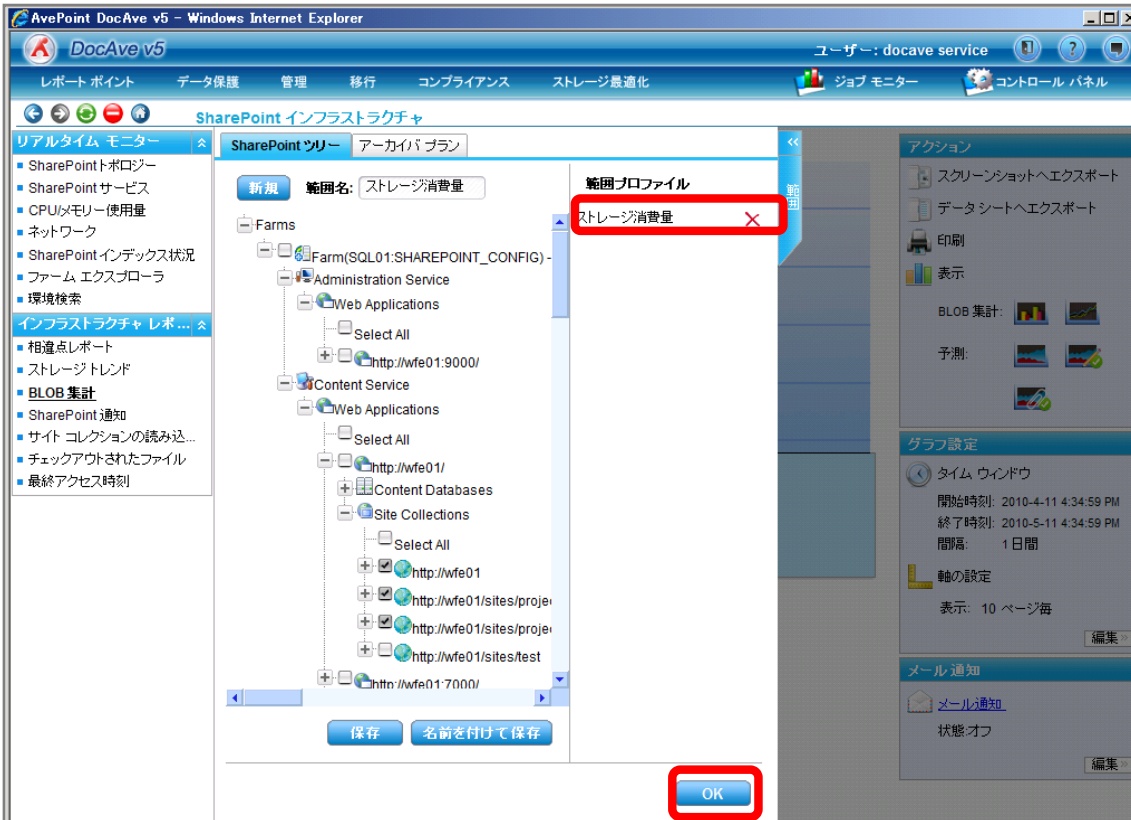 AvePoint DocAve v5 - Windows Internet Explorer
DocAve v5
ユーザー: docave service
レポート ポイント
データ保護
管理
移行
コンプライアンス
ストレージ最適化
ジョブ モニター
コントロール パネル
SharePoint インフラストラクチャ
リアルタイム モニター
SharePointトポロジー
SharePoint サービス
CPU/メモリー使用量
ネットワーク
SharePoint インデックス状況
ファーム エクスプローラ
環境検索
インフラストラクチャ レポ...
相違点レポート
ストレージトレンド
BLOB 集計
SharePoint 通知
サイト コレクションの読み込...
チェックアウトされたファイル
最終アクセス時刻
SharePoint ツリー
アーカイバ プラン
新規
範囲名:
ストレージ消費量
Farms
Farm(SQL01:SHAREPOINT_CONFIG) -
Administration Service
Web Applications
Select All
http://wfe01:9000/
Content Service
Web Applications
Select All
http://wfe01/
Content Databases
Site Collections
Select All
http://wfe01
http://wfe01/sites/proje
http://wfe01/sites/proje
http://wfe01/sites/test
http://wfe01:7000/
保存
名前を付けて保存
範囲プロファイル
ストレージ消費量
OK
範囲
アクション
スクリーンショットへエクスポート
データ シートへエクスポート
印刷
表示
BLOB 集計:
予測:
グラフ設定
タイム ウィンドウ
開始時刻: 2010-4-11 4:34:59 PM
終了時刻: 2010-5-11 4:34:59 PM
間隔: 1 日間
軸の設定
表示: 10 ページ毎
編集
メール通知
メール通知
状態:オフ
編集